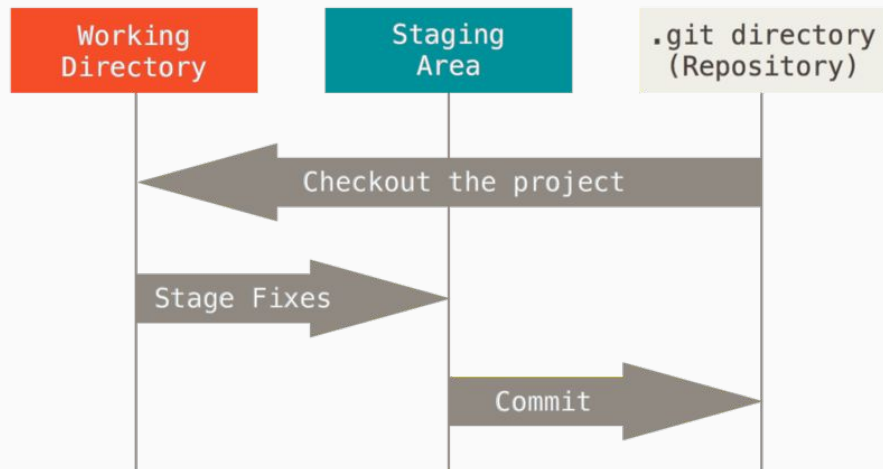 Working
Directory
Staging
Area
.git directory
(Repository)
Checkout the project
Stage Fixes
Commit